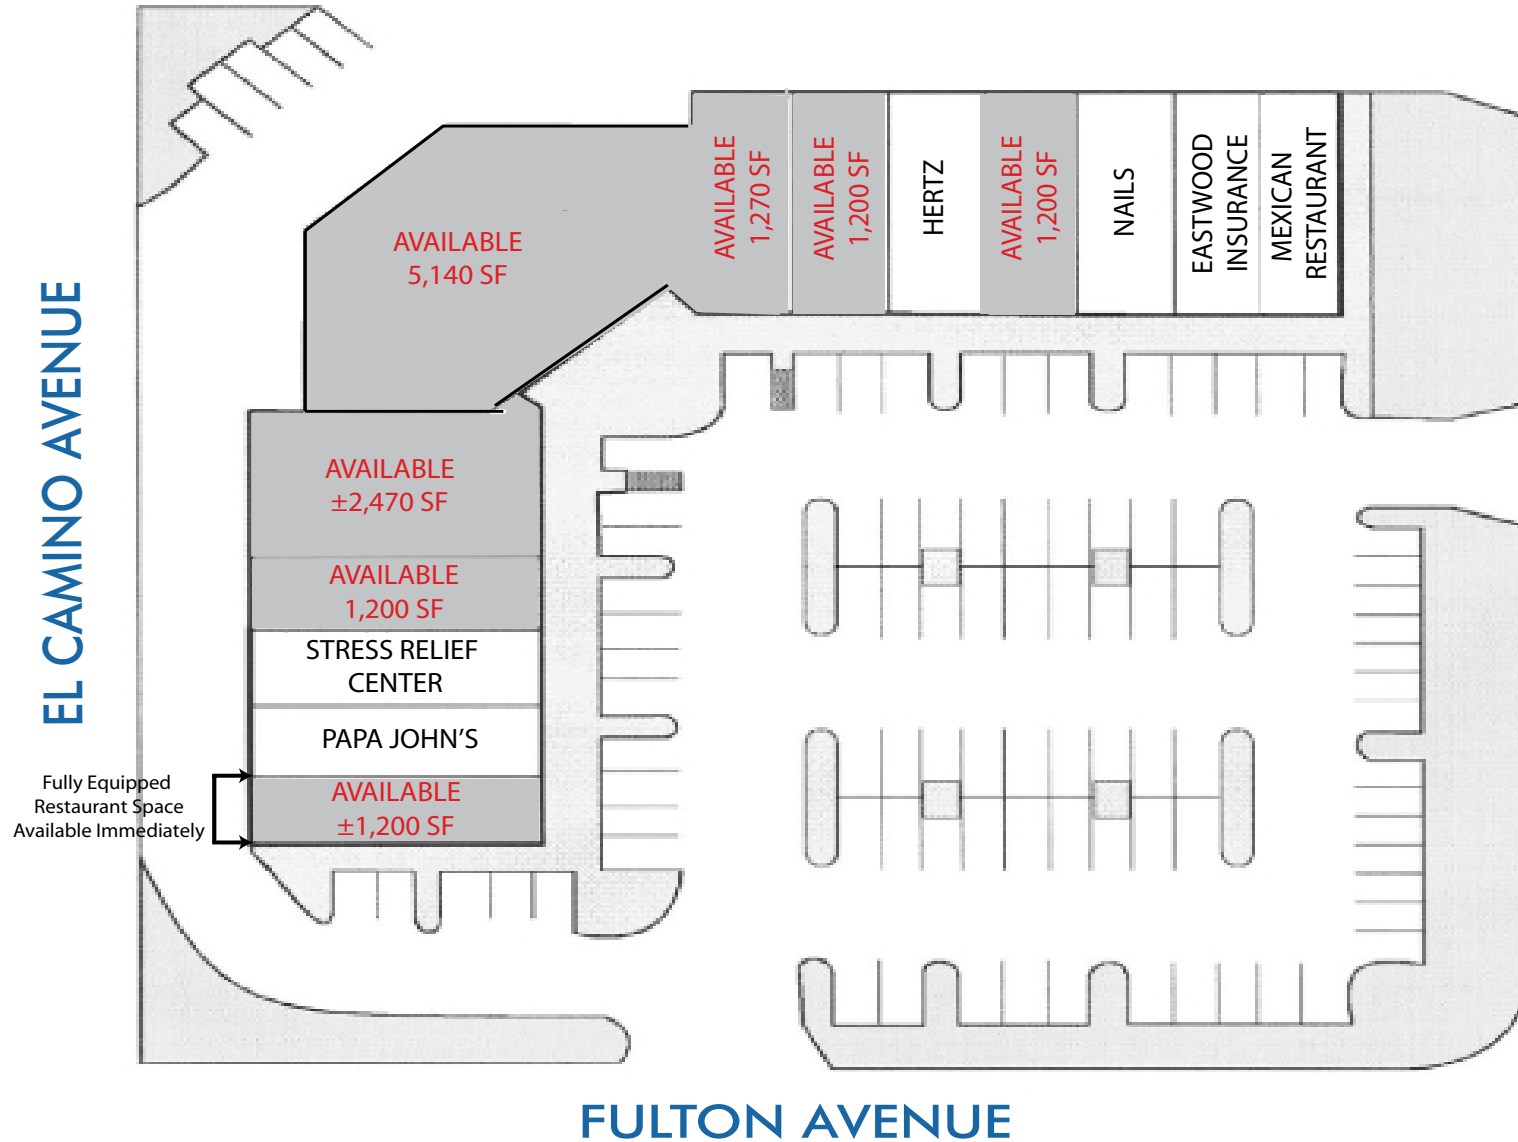 AVAILABLE
1,270 SF
AVAILABLE
1,200 SF
HERTZ
AVAILABLE
1,200 SF
NAILS
EASTWOOD
INSURANCE
MEXICAN
RESTAURANT
AVAILABLE
5,140 SF
EL CAMINO AVENUE
AVAILABLE
±2,470 SF
AVAILABLE
1,200 SF
STRESS RELIEF
CENTER
PAPA JOHN’S
Fully Equipped
Restaurant Space
Available Immediately
AVAILABLE
±1,200 SF
FULTON AVENUE